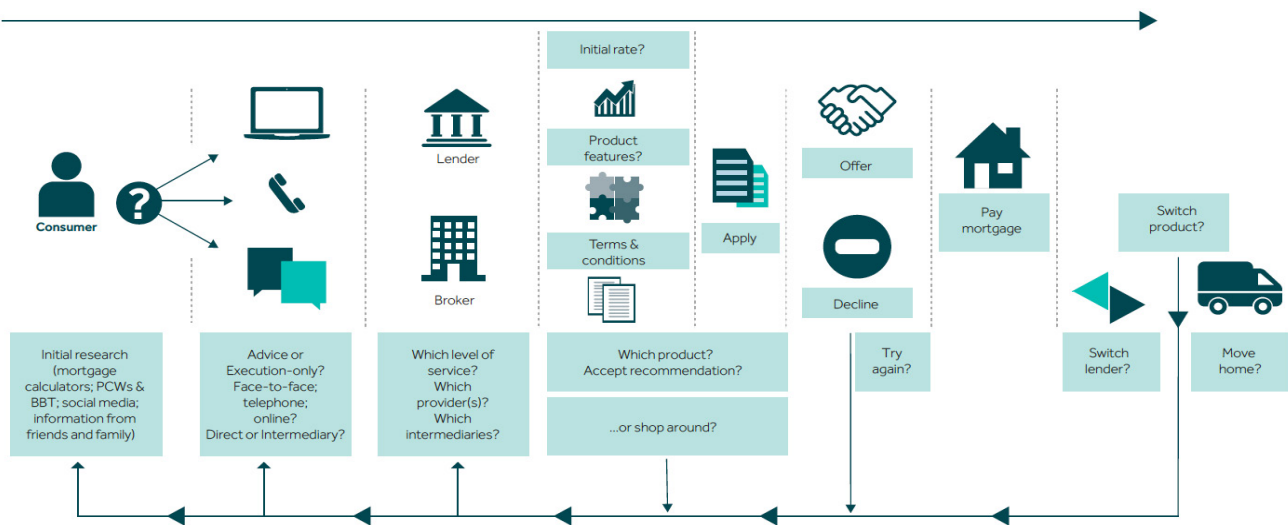 Consumer
?
Initial research
(mortgage
calculators; PCWs &
BBT; social media;
information from
friends and family)
Advice or
Execution-only?
Face-to-face;
telephone;
online?
Direct or Intermediary?
Lender
Broker
Which level of
service?
Which
provider(s)?
Which
intermediaries?
Initial rate?
Product
features?
Terms &
conditions
Which product?
Accept recommendation?
...or shop around?
Apply
Offer
Decline
Try
again?
Pay
mortgage
Switch
product?
Switch
lender?
Move
home?